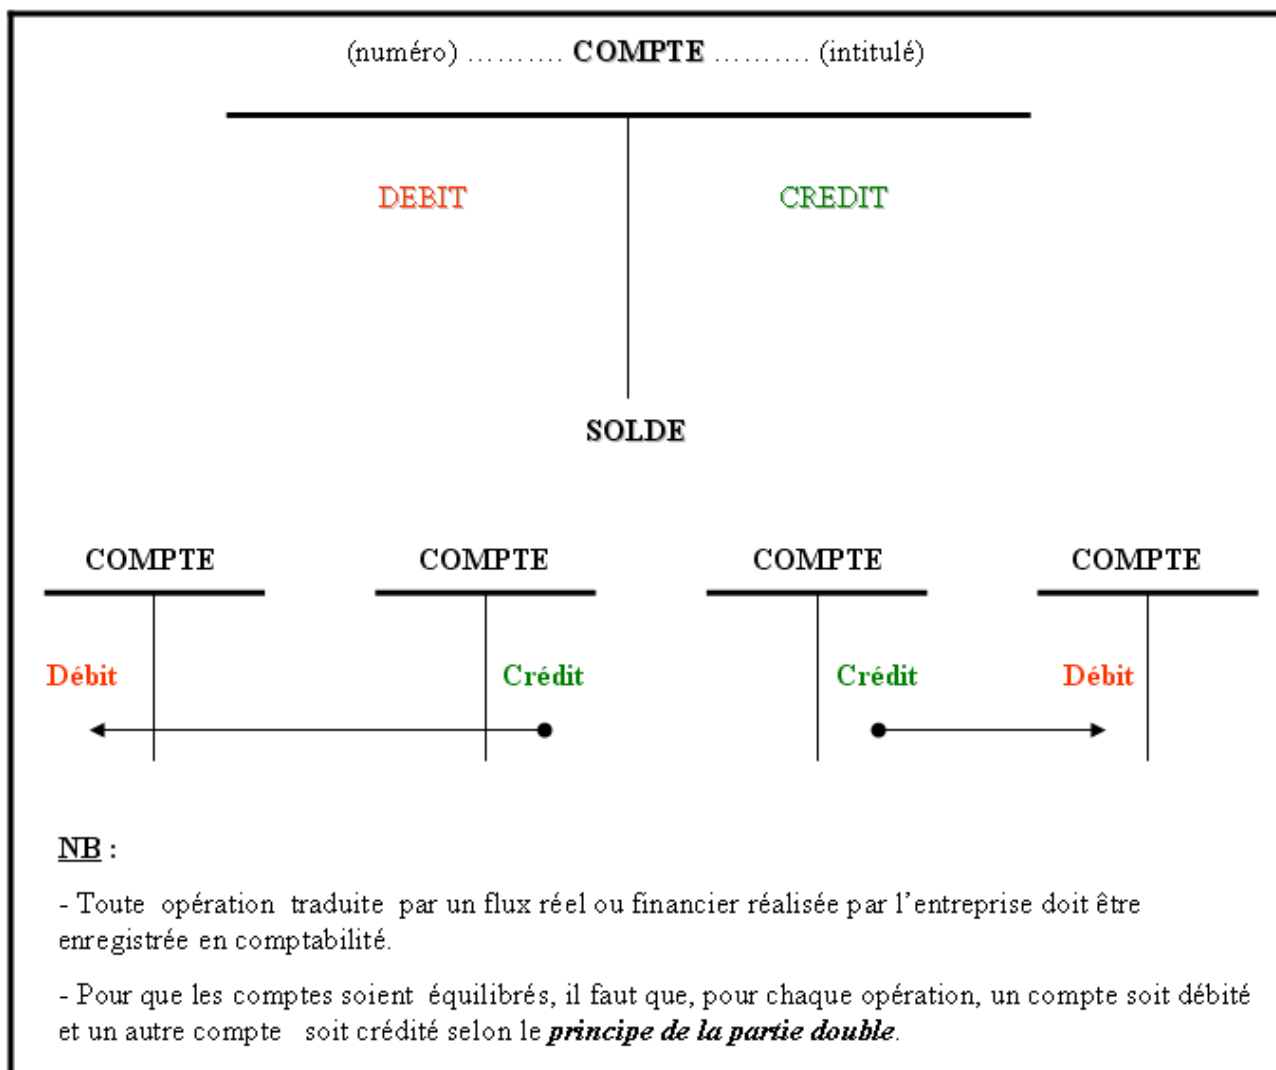 (numéro) .......... COMPTE .......... (intitulé)
DEBIT CREDIT
SOLDE
COMPTE COMPTE COMPTE COMPTE
Débit Crédit Crédit Débit
NB :
- Toute opération traduite par un flux réel ou financier réalisée par l’entreprise doit être
enregistrée en comptabilité.
- Pour que les comptes soient équilibrés, il faut que, pour chaque opération, un compte soit débité
et un autre compte soit crédité selon le principe de la partie double.